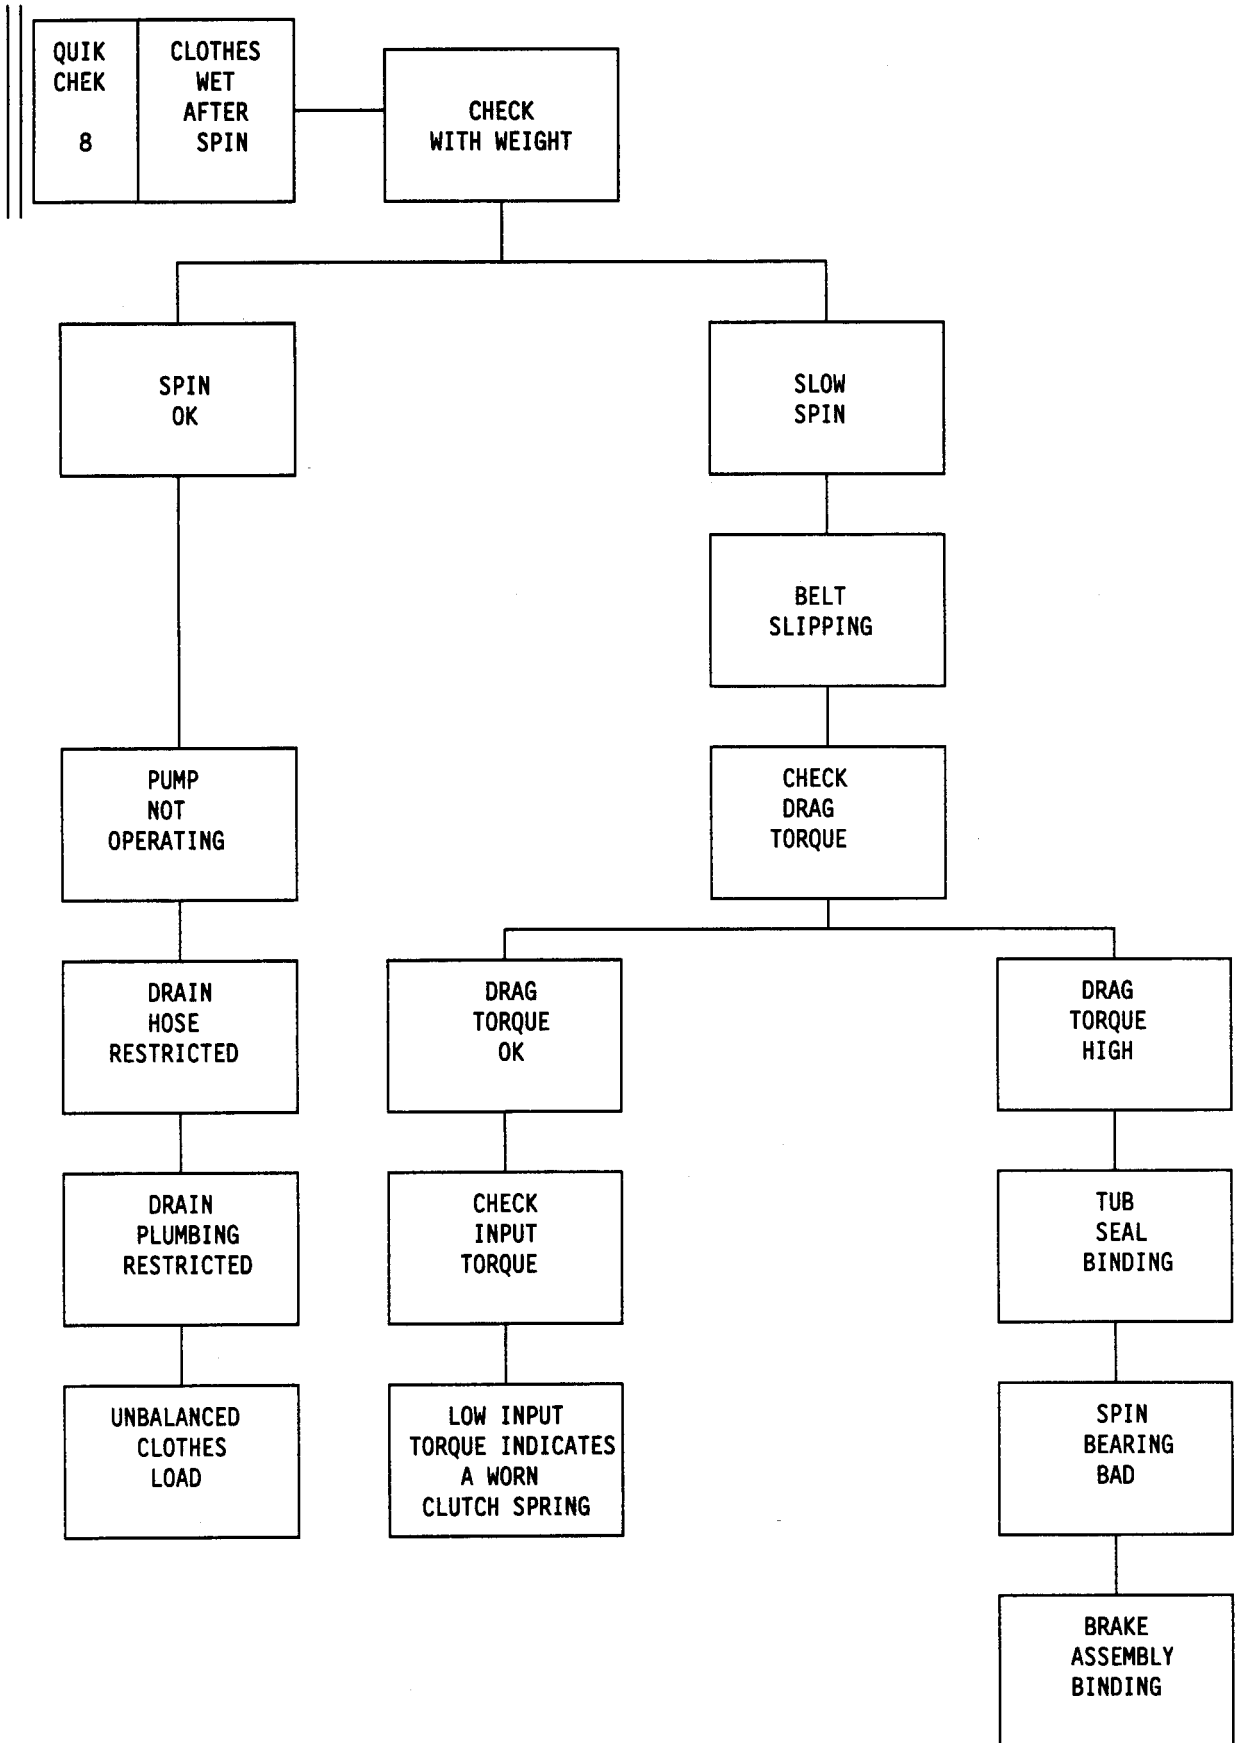 QUIK
CHEK
8
CLOTHES
WET
AFTER
SPIN
CHECK
WITH WEIGHT
SPIN
OK
SLOW
SPIN
BELT
SLIPPING
PUMP
NOT
OPERATING
CHECK
DRAG
TORQUE
DRAIN
HOSE
RESTRICTED
DRAG
TORQUE
OK
DRAG
TORQUE
HIGH
DRAIN
PLUMBING
RESTRICTED
CHECK
INPUT
TORQUE
TUB
SEAL
BINDING
UNBALANCED
CLOTHES
LOAD
LOW INPUT
TORQUE INDICATES
A WORN
CLUTCH SPRING
SPIN
BEARING
BAD
BRAKE
ASSEMBLY
BINDING